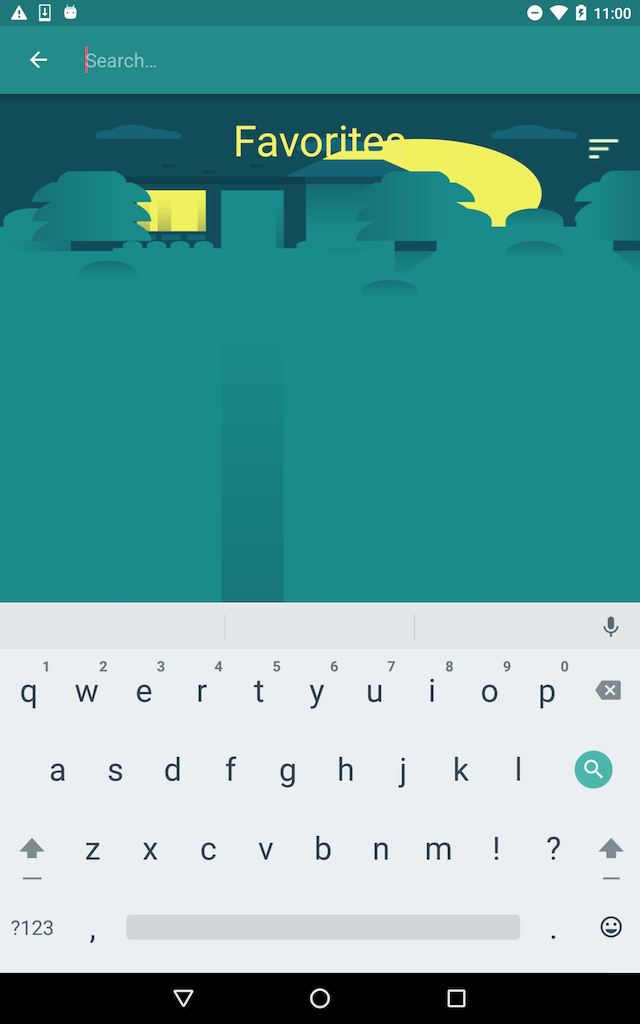 11:00
Search...
Favorites
1 2 3 4 5 6 7 8 9 0
q w e r t y u i o p
a s d f g h j k l
z x c v b n m ! ?
?123 , .